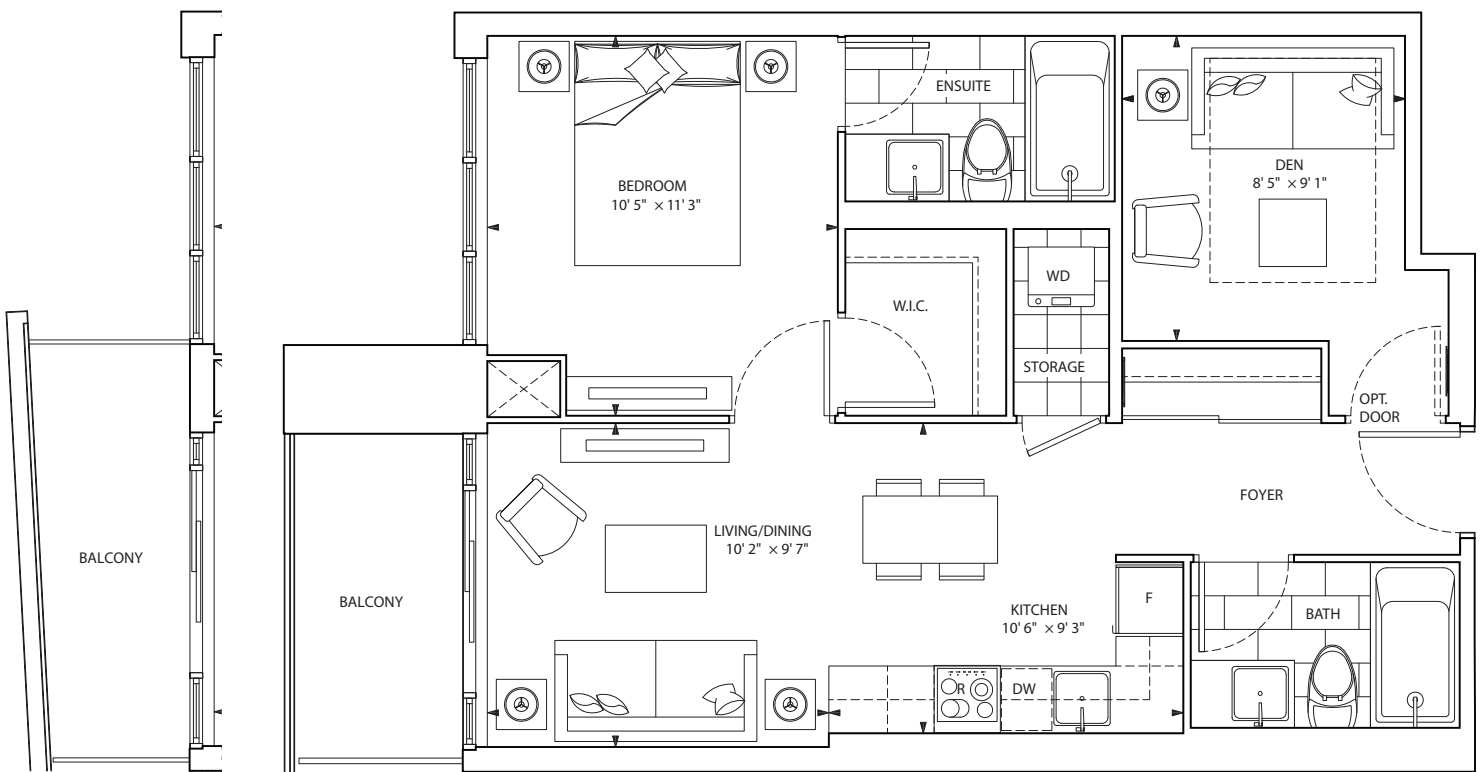 ENSUITE
BEDROOM
10' 5" × 11' 3"
DEN
8' 5" × 9' 1"
WD
W.I.C.
STORAGE
OPT.
DOOR
FOYER
LIVING/DINING
10' 2" × 9' 7"
BALCONY
BALCONY
KITCHEN
10' 6" × 9' 3"
F
BATH
R
DW